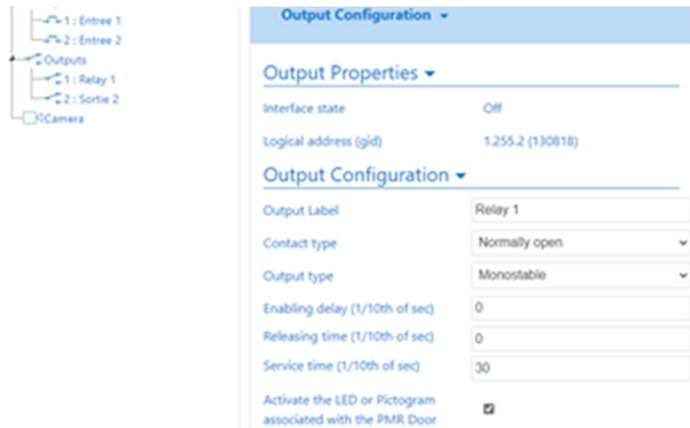 1 : Entree 1
2 : Entree 2
Outputs
1 : Relay 1
2 : Sortie 2
Camera
Output Configuration
Output Properties
Interface state Off
Logical address (gid) 1.255.2 (130818)
Output Configuration
Output Label Relay 1
Contact type Normally open
Output type Monostable
Enabling delay (1/10th of sec) 0
Releasing time (1/10th of sec) 0
Service time (1/10th of sec) 30
Activate the LED or Pictogram
associated with the PMR Door